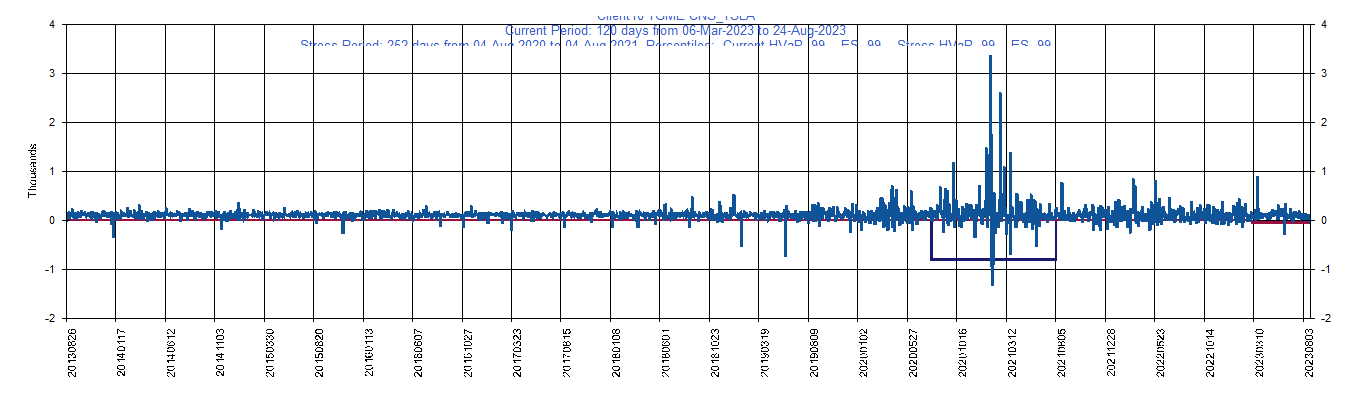 Client f0 TGME CNS_TSLA
Current Period: 120 days from 06-Mar-2023 to 24-Aug-2023
Stress Period: 252 days from 04-Aug-2020 to 04-Aug-2021 Percentiles: Current HVaR 99 ES 99 Stress HVaR 99 ES 99
4 4
3 3
2 2
1 1
0 0
-1 -1
-2 -2
Thousands
20130826 20140117 20140612 20141103 20150330 20150820 20160113 20160607 20161027 20170323 20170815 20180108 20180601 20181023 20190319 20190809 20200102 20200527 20201016 20210312 20210805 20211228 20220523 20221014 20230310 20230803